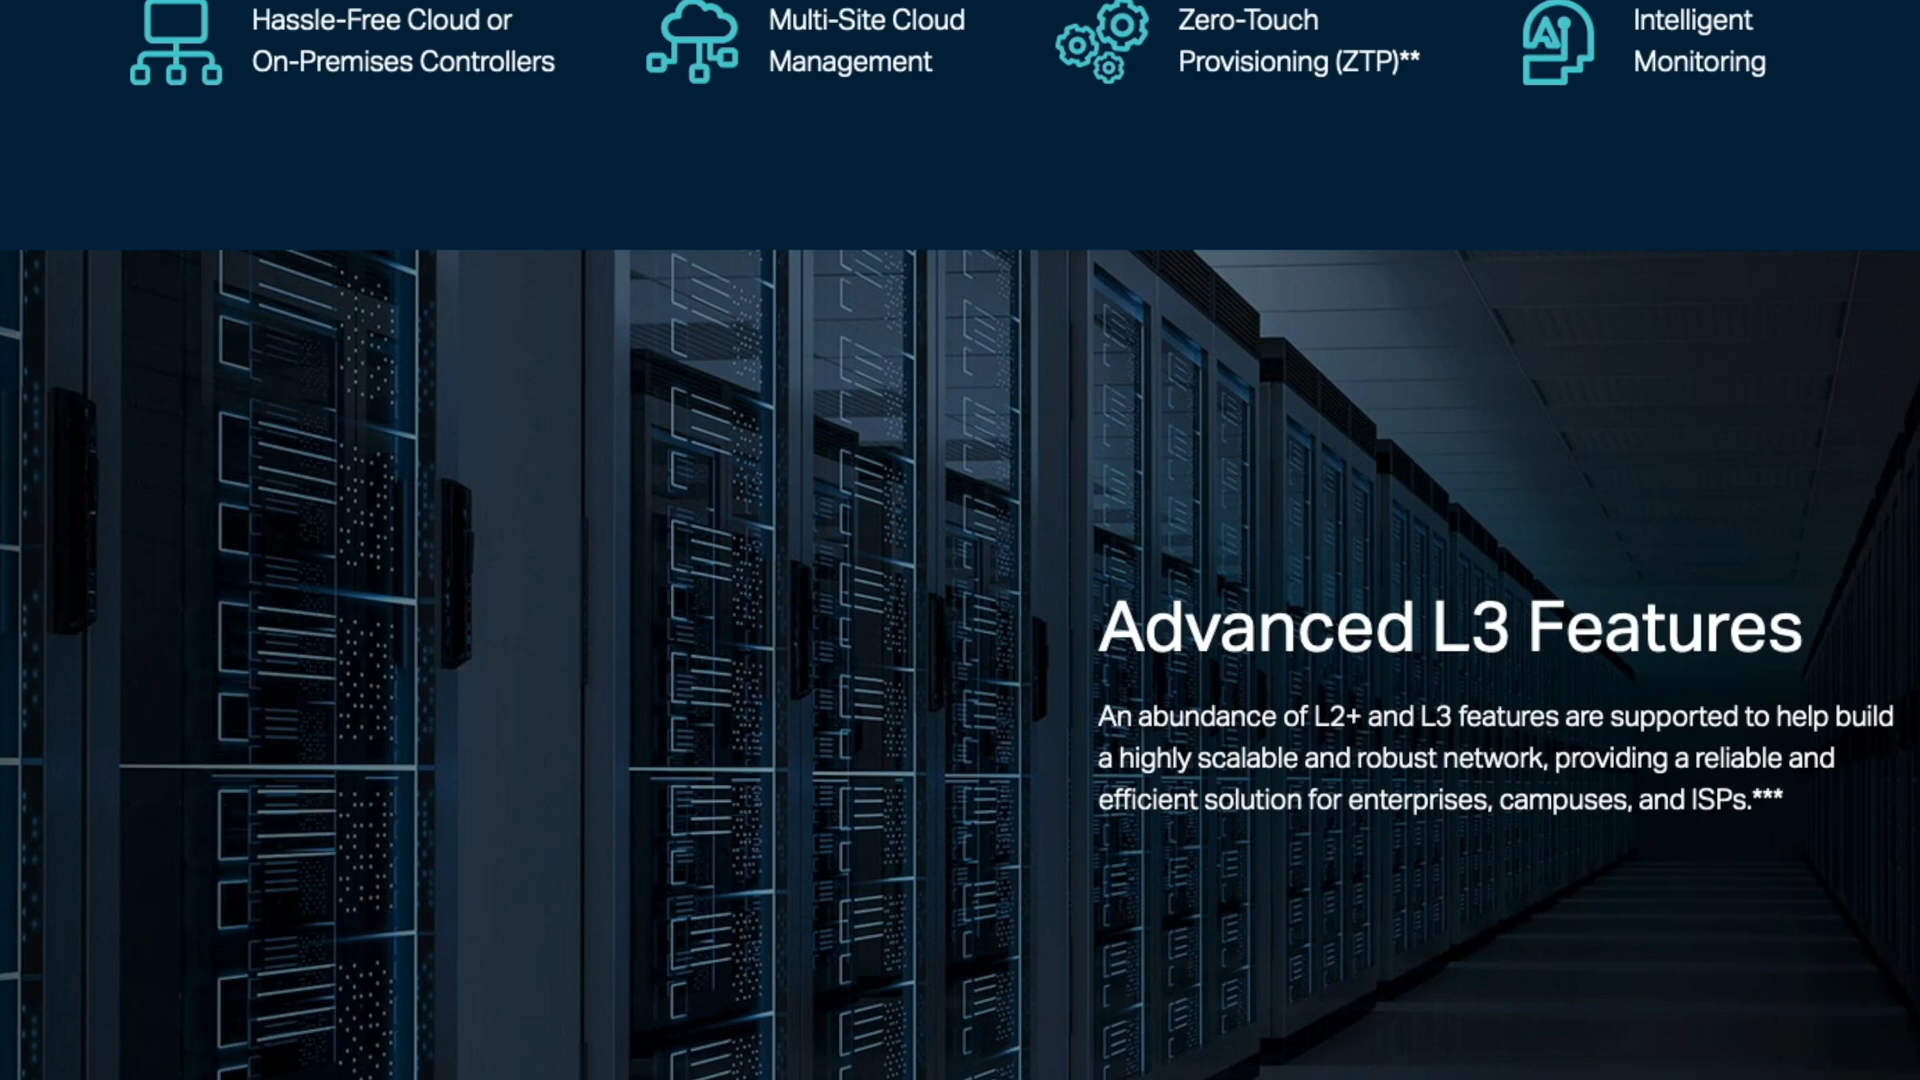 Hassle-Free Cloud or
On-Premises Controllers
Multi-Site Cloud
Management
Zero-Touch
Provisioning (ZTP)**
AI
Intelligent
Monitoring
Advanced L3 Features
An abundance of L2+ and L3 features are supported to help build
a highly scalable and robust network, providing a reliable and
efficient solution for enterprises, campuses, and ISPs.***